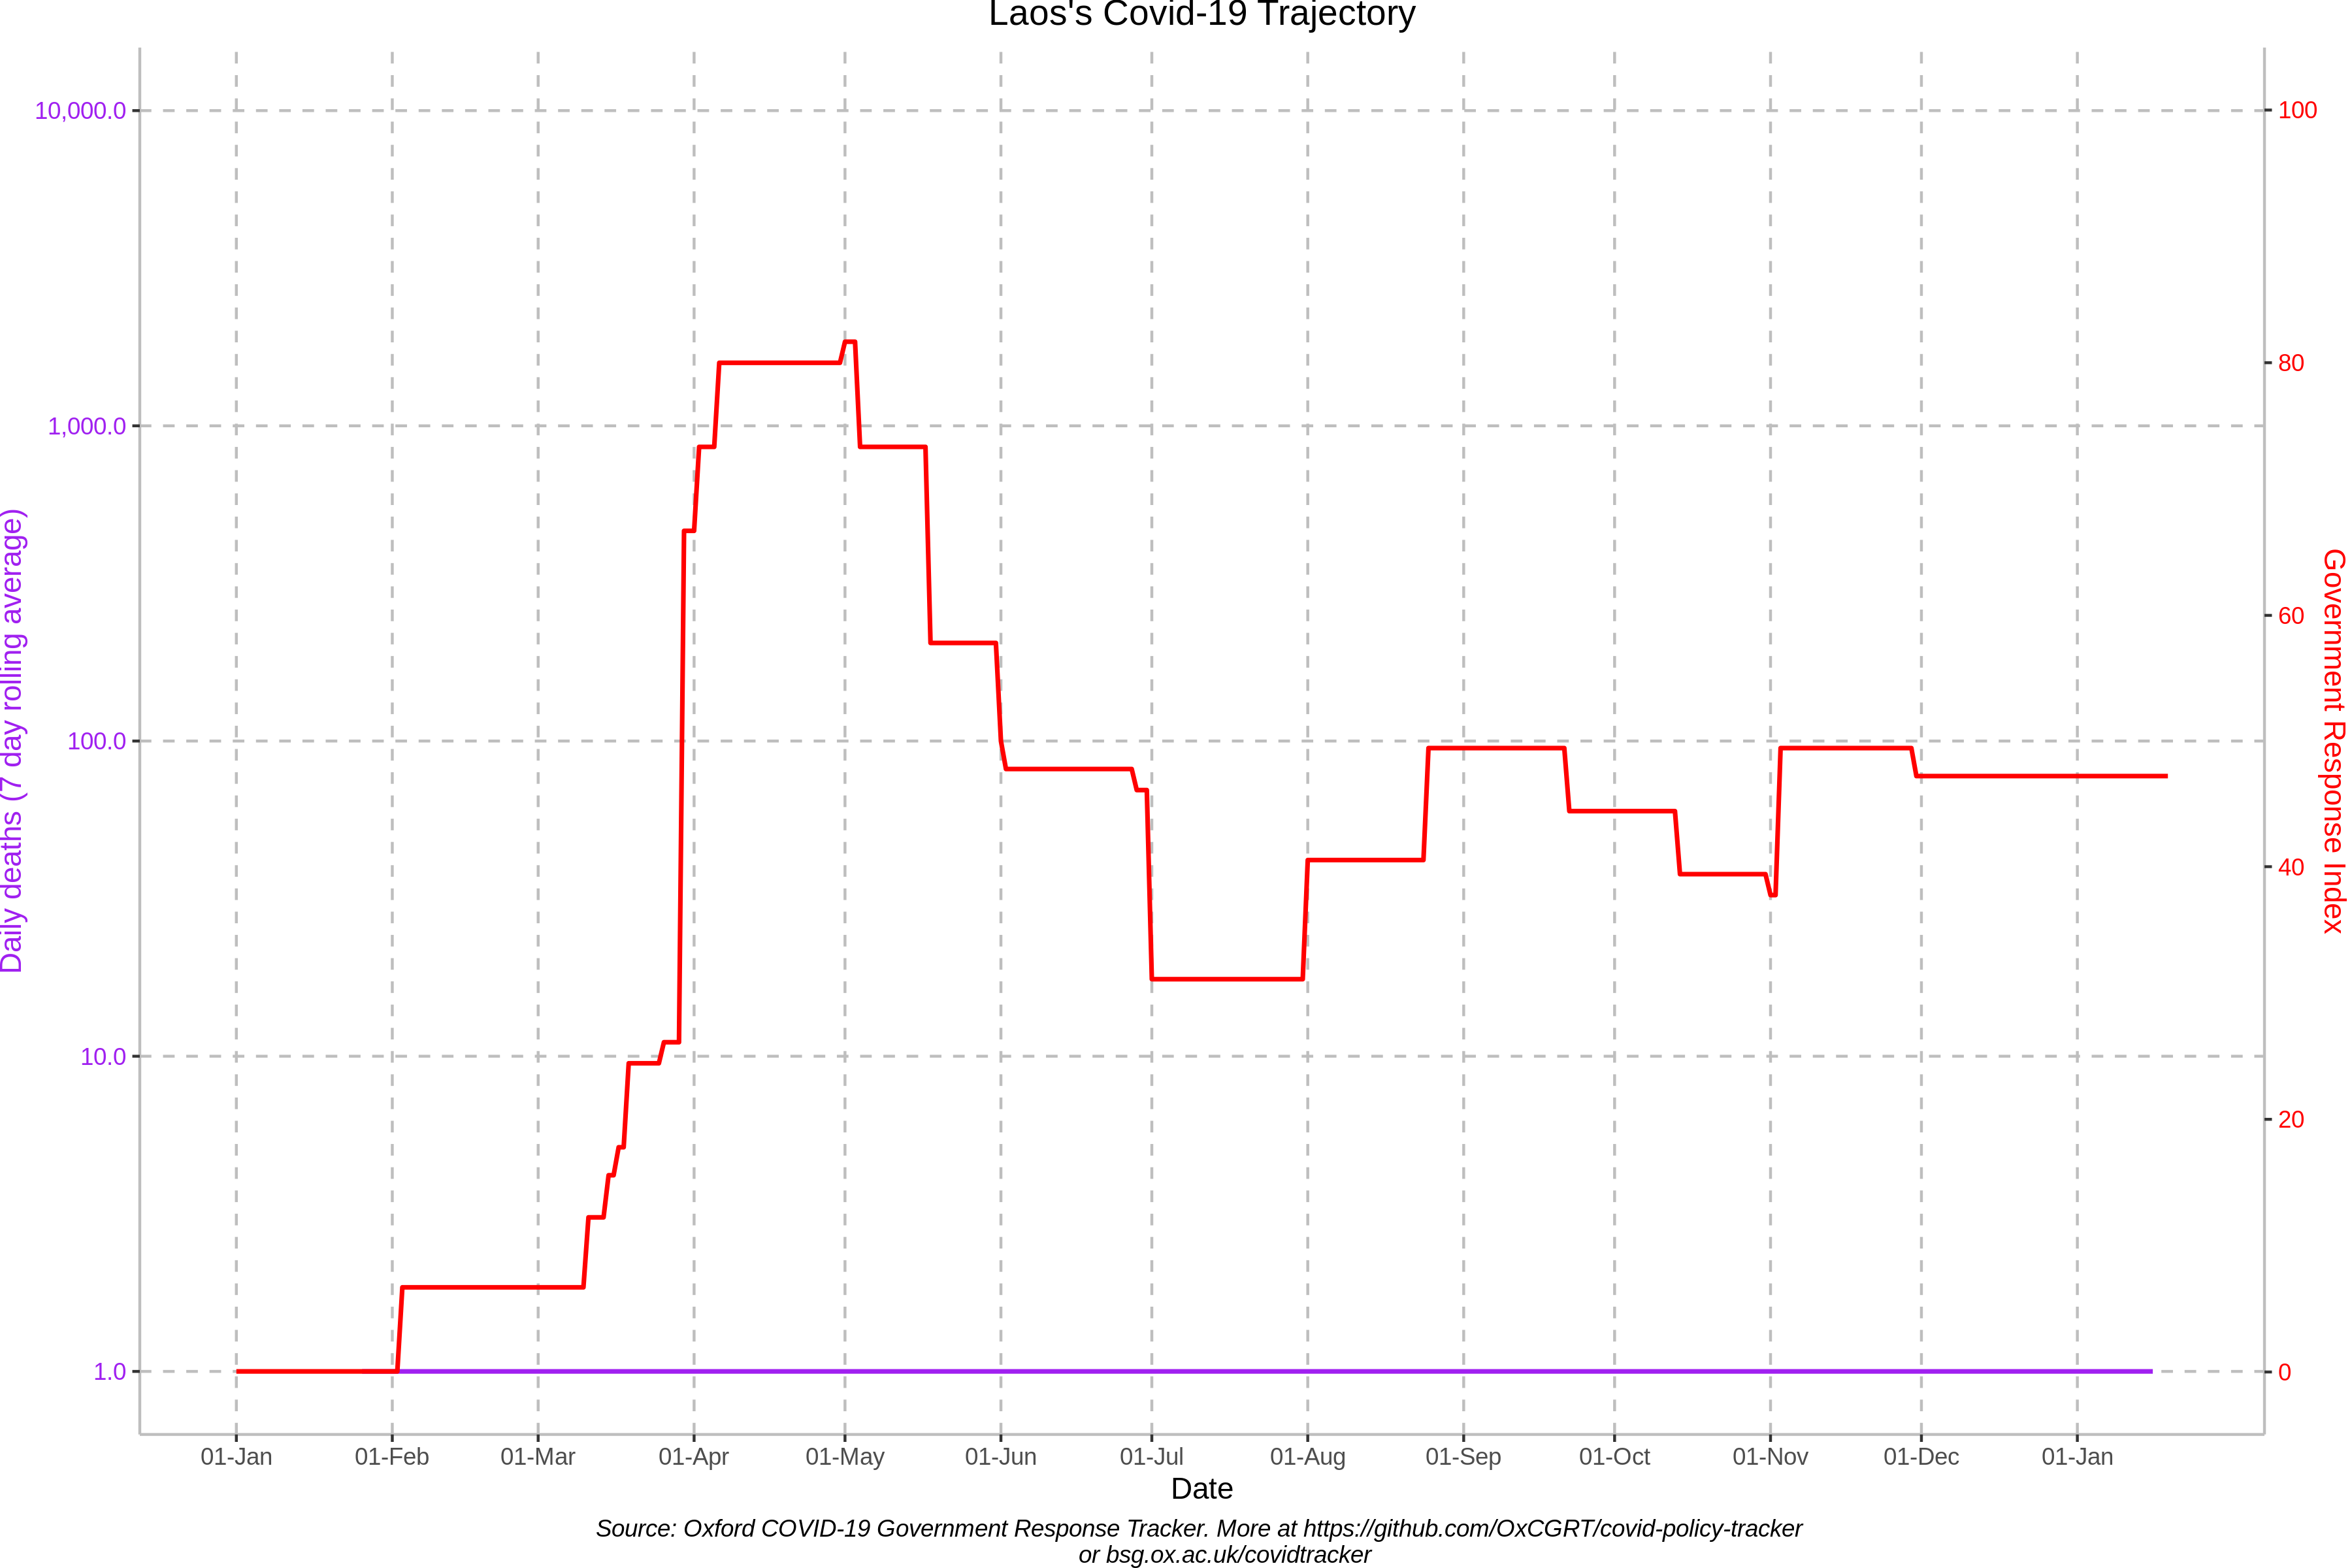 Laos's Covid-19 Trajectory
10,000.0
1,000.0
100.0
10.0
1.0
Daily deaths (7 day rolling average)
100
80
60
40
20
0
Government Response Index
01-Jan 01-Feb 01-Mar 01-Apr 01-May 01-Jun 01-Jul 01-Aug 01-Sep 01-Oct 01-Nov 01-Dec 01-Jan
Date
Source: Oxford COVID-19 Government Response Tracker. More at https://github.com/OxCGRT/covid-policy-tracker
or bsg.ox.ac.uk/covidtracker